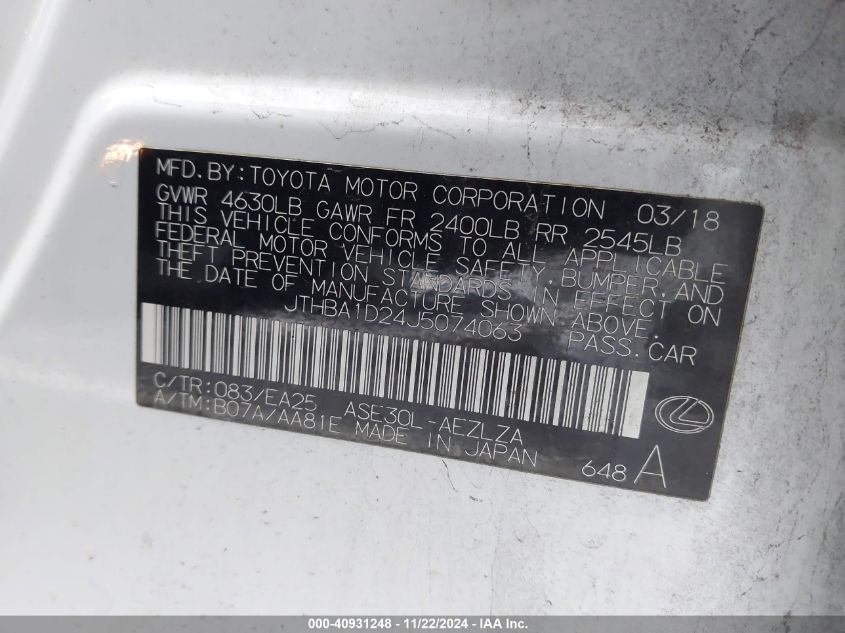 MFD.BY:TOYOTA MOTOR CORPORATION 03/18
GVWR 4630LB GAWR FR 2400LB RR 2545LB
THIS VEHICLE CONFORMS TO ALL APPLICABLE
FEDERAL MOTOR VEHICLE SAFETY, BUMPER, AND
THEFT PREVENTION STANDARDS IN EFFECT ON
THE DATE OF MANUFACTURE SHOWN ABOVE.
JTHBA1D24J5074063 PASS.CAR
C/TR:083/EA25 ASE30L-AEZLZA
A/TM:B07A/AA81E MADE IN JAPAN
648 A
000-40931248 - 11/22/2024 - IAA Inc.